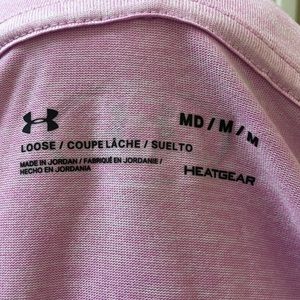 MD / M / M
LOOSE / COUPE LÂCHE / SUELTO
MADE IN JORDAN / FABRIQUÉ EN JORDANIE /
HECHO EN JORDANIA
HEATGEAR